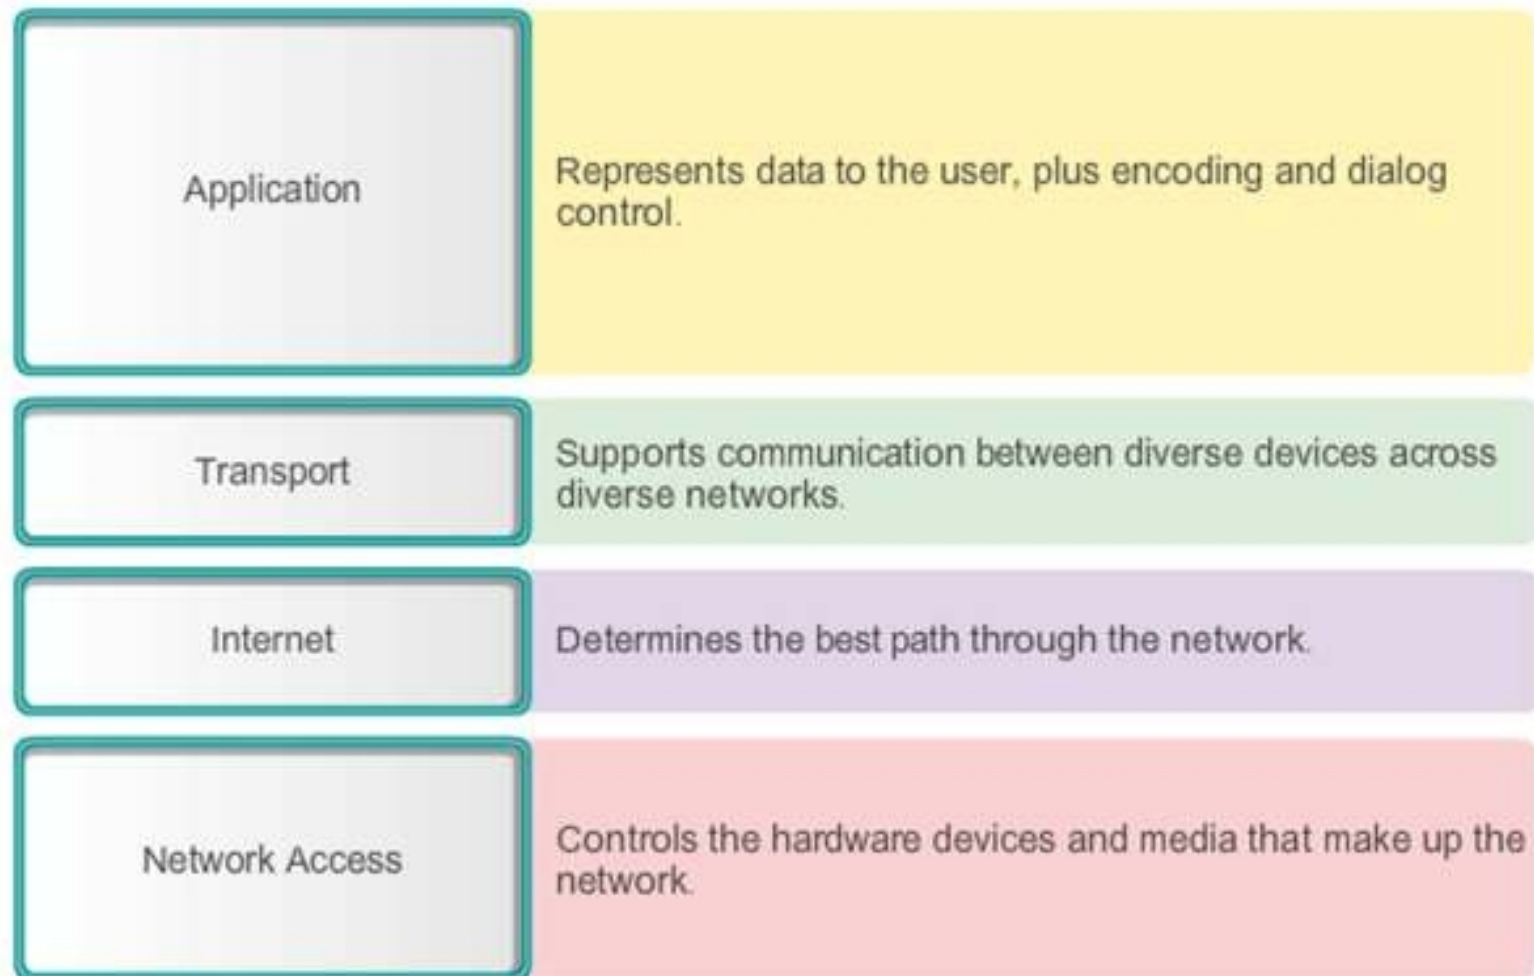 Application
Represents data to the user, plus encoding and dialog
control.
Transport
Supports communication between diverse devices across
diverse networks.
Internet
Determines the best path through the network.
Network Access
Controls the hardware devices and media that make up the
network.